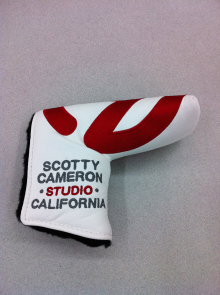 SCOTTY
CAMERON
· STUDIO ·
CALIFORNIA